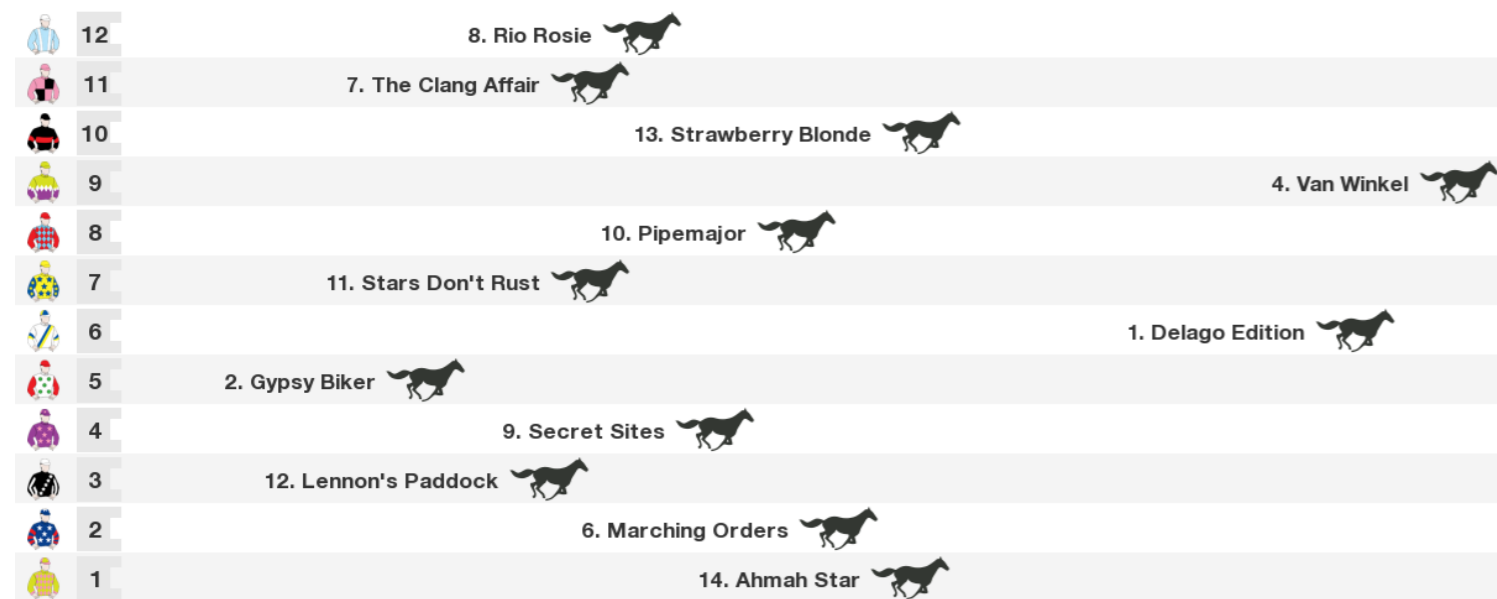 12 8. Rio Rosie
11 7. The Clang Affair
10 13. Strawberry Blonde
9 4. Van Winkel
8 10. Pipemajor
7 11. Stars Don't Rust
6 1. Delago Edition
5 2. Gypsy Biker
4 9. Secret Sites
3 12. Lennon's Paddock
2 6. Marching Orders
1 14. Ahmah Star